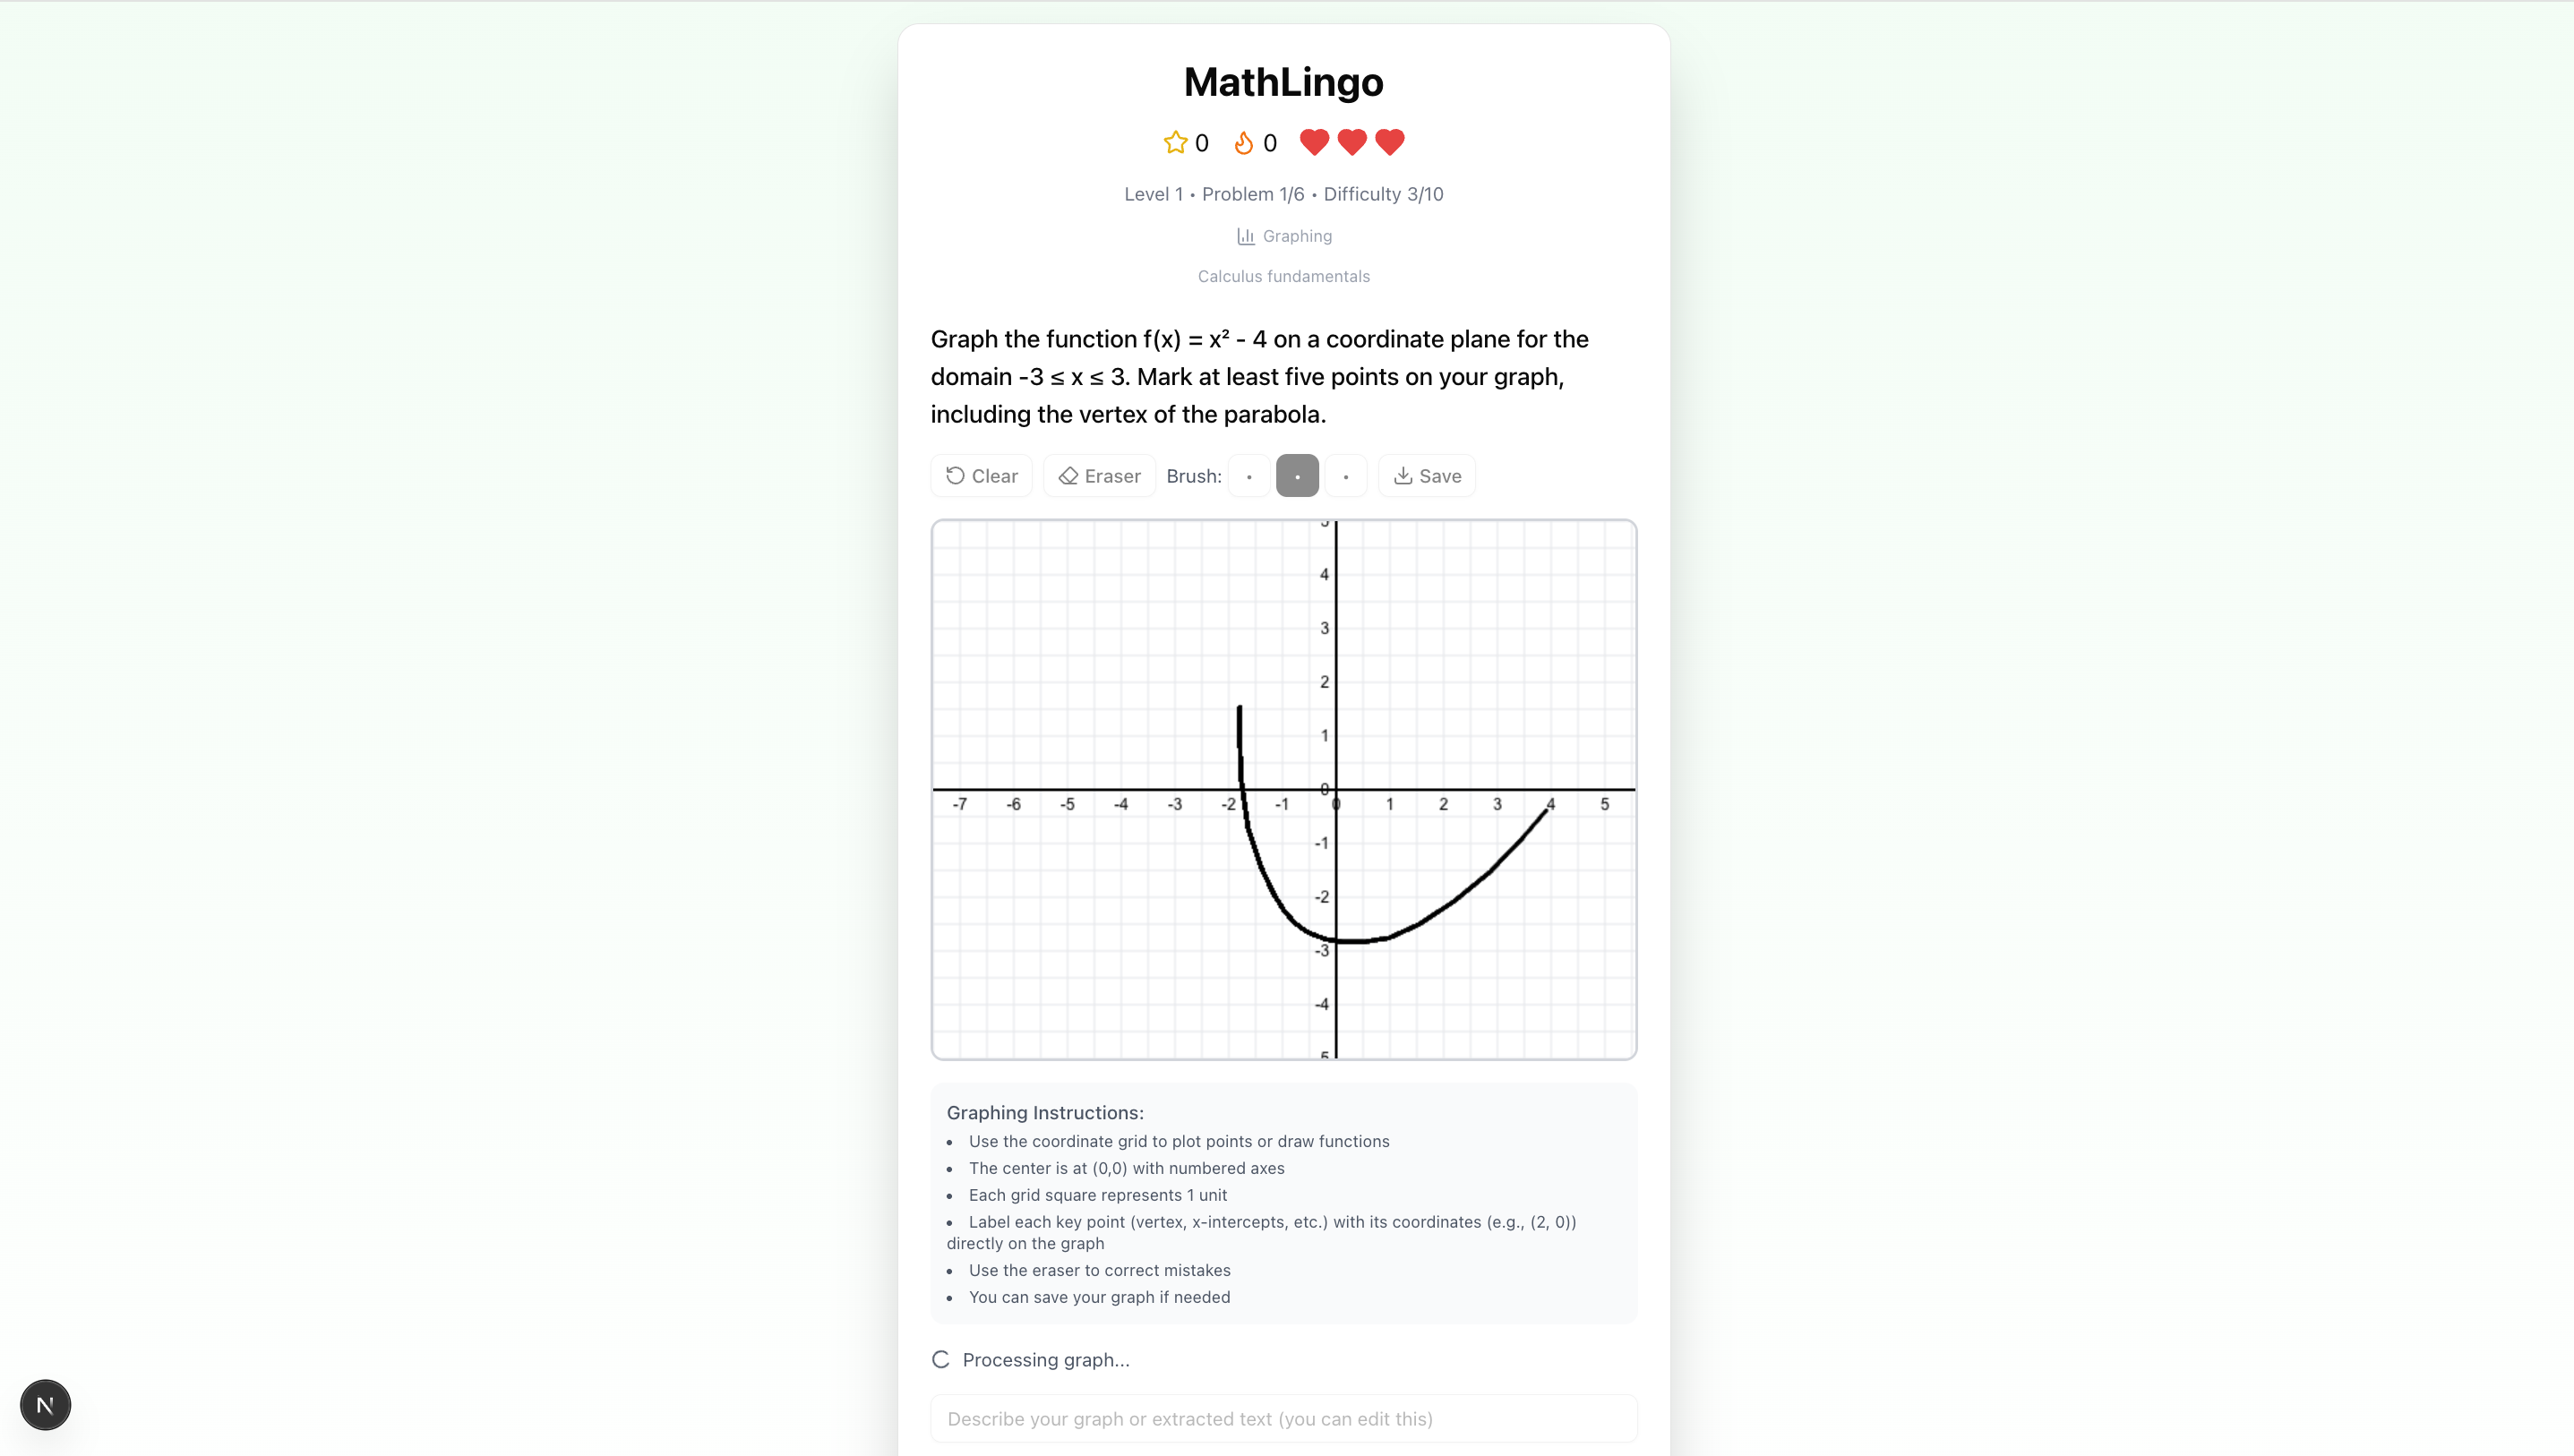 MathLingo
0 0
Level 1 • Problem 1/6 • Difficulty 3/10
Graphing
Calculus fundamentals
Graph the function f(x) = x² - 4 on a coordinate plane for the
domain -3 ≤ x ≤ 3. Mark at least five points on your graph,
including the vertex of the parabola.
Clear Eraser Brush: Save
5
4
3
2
1
0
-7 -6 -5 -4 -3 -2 -1 0 1 2 3 4 5
-1
-2
-3
-4
5
Graphing Instructions:
• Use the coordinate grid to plot points or draw functions
• The center is at (0,0) with numbered axes
• Each grid square represents 1 unit
• Label each key point (vertex, x-intercepts, etc.) with its coordinates (e.g., (2, 0))
directly on the graph
• Use the eraser to correct mistakes
• You can save your graph if needed
Processing graph...
N
Describe your graph or extracted text (you can edit this)